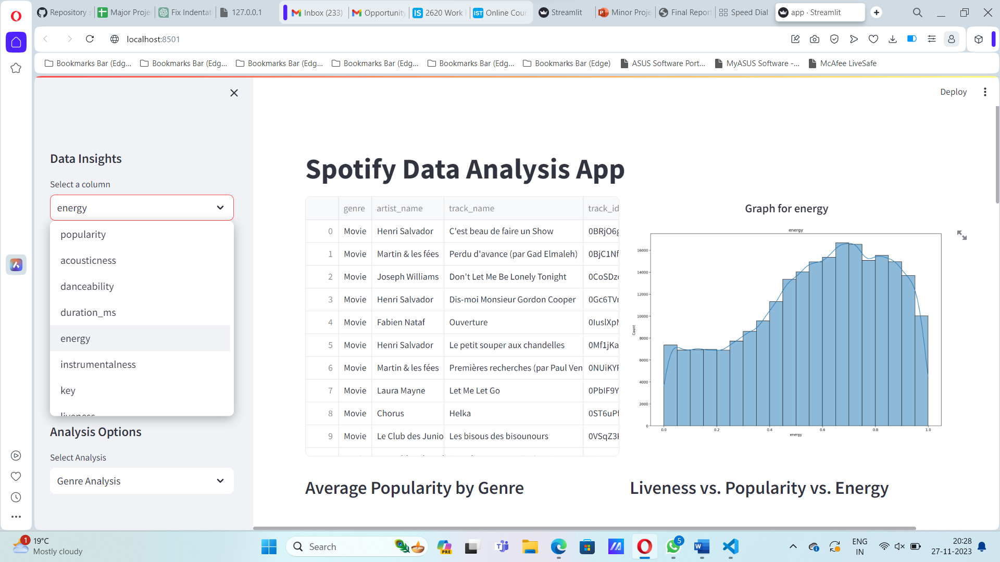 Repository s
Major Proje
Fix Indentat
127.0.0.1
Inbox (233)
Opportunity
2620 Work
Online Cour
Streamlit
Minor Proje
Final Report
Speed Dial
app · Streamlit
localhost:8501
Bookmarks Bar (Edg...
Bookmarks Bar (Edg...
Bookmarks Bar (Edg...
Bookmarks Bar (Edg...
Bookmarks Bar (Edg...
Bookmarks Bar (Edge)
ASUS Software Port...
MyASUS Software -...
McAfee LiveSafe
Deploy
Data Insights
Select a column
energy
popularity
acousticness
danceability
duration_ms
energy
instrumentalness
key
liveness
Analysis Options
Select Analysis
Genre Analysis
Spotify Data Analysis App
genre artist_name track_name track_id
0 Movie Henri Salvador C'est beau de faire un Show 0BRjO6g
1 Movie Martin & les fées Perdu d'avance (par Gad Elmaleh) 0BjC1Nf
2 Movie Joseph Williams Don't Let Me Be Lonely Tonight 0CoSDz
3 Movie Henri Salvador Dis-moi Monsieur Gordon Cooper 0Gc6TV
4 Movie Fabien Nataf Ouverture 0IuslXp
5 Movie Henri Salvador Le petit souper aux chandelles 0Mf1jKa
6 Movie Martin & les fées Premières recherches (par Paul Ven 0NUiKY
7 Movie Laura Mayne Let Me Let Go 0PbIF9Y
8 Movie Chorus Helka 0ST6uP
9 Movie Le Club des Junio Les bisous des bisounours 0VSqZ3
Graph for energy
energy
16000
14000
12000
10000
8000
6000
4000
2000
0
Count
0.0 0.2 0.4 0.6 0.8 1.0
energy
Average Popularity by Genre
Liveness vs. Popularity vs. Energy
1
19°C
Mostly cloudy
Search
PRE
5
ENG
IN
20:28
27-11-2023